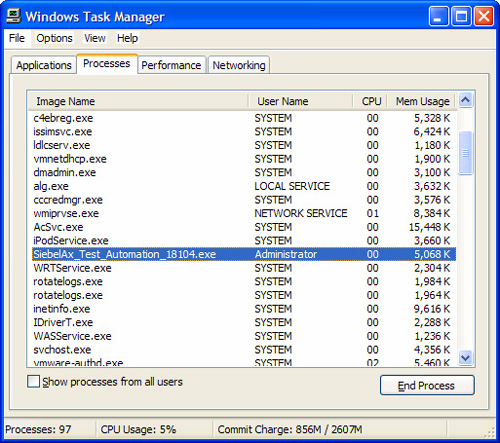 Windows Task Manager
File Options View Help
Applications Processes Performance Networking
Image Name User Name CPU Mem Usage
c4ebreg.exe SYSTEM 00 5,328 K
issimsvc.exe SYSTEM 00 6,424 K
ldlcserv.exe SYSTEM 00 1,180 K
vmnetdhcp.exe SYSTEM 00 1,900 K
dmadmin.exe SYSTEM 00 3,100 K
alg.exe LOCAL SERVICE 00 3,632 K
cccredmgr.exe SYSTEM 00 3,576 K
wmiprvse.exe NETWORK SERVICE 01 8,384 K
AcSvc.exe SYSTEM 00 15,448 K
iPodService.exe SYSTEM 00 3,660 K
SiebelAx_Test_Automation_18104.exe Administrator 00 5,068 K
WRTService.exe SYSTEM 00 2,304 K
rotatelogs.exe SYSTEM 00 1,984 K
rotatelogs.exe SYSTEM 00 1,964 K
inetinfo.exe SYSTEM 00 9,616 K
IDriverT.exe SYSTEM 00 2,288 K
WASService.exe SYSTEM 00 1,236 K
svchost.exe SYSTEM 00 4,356 K
vmware-authd.exe SYSTEM 02 5,460 K
Show processes from all users
End Process
Processes: 97 CPU Usage: 5% Commit Charge: 856M / 2607M